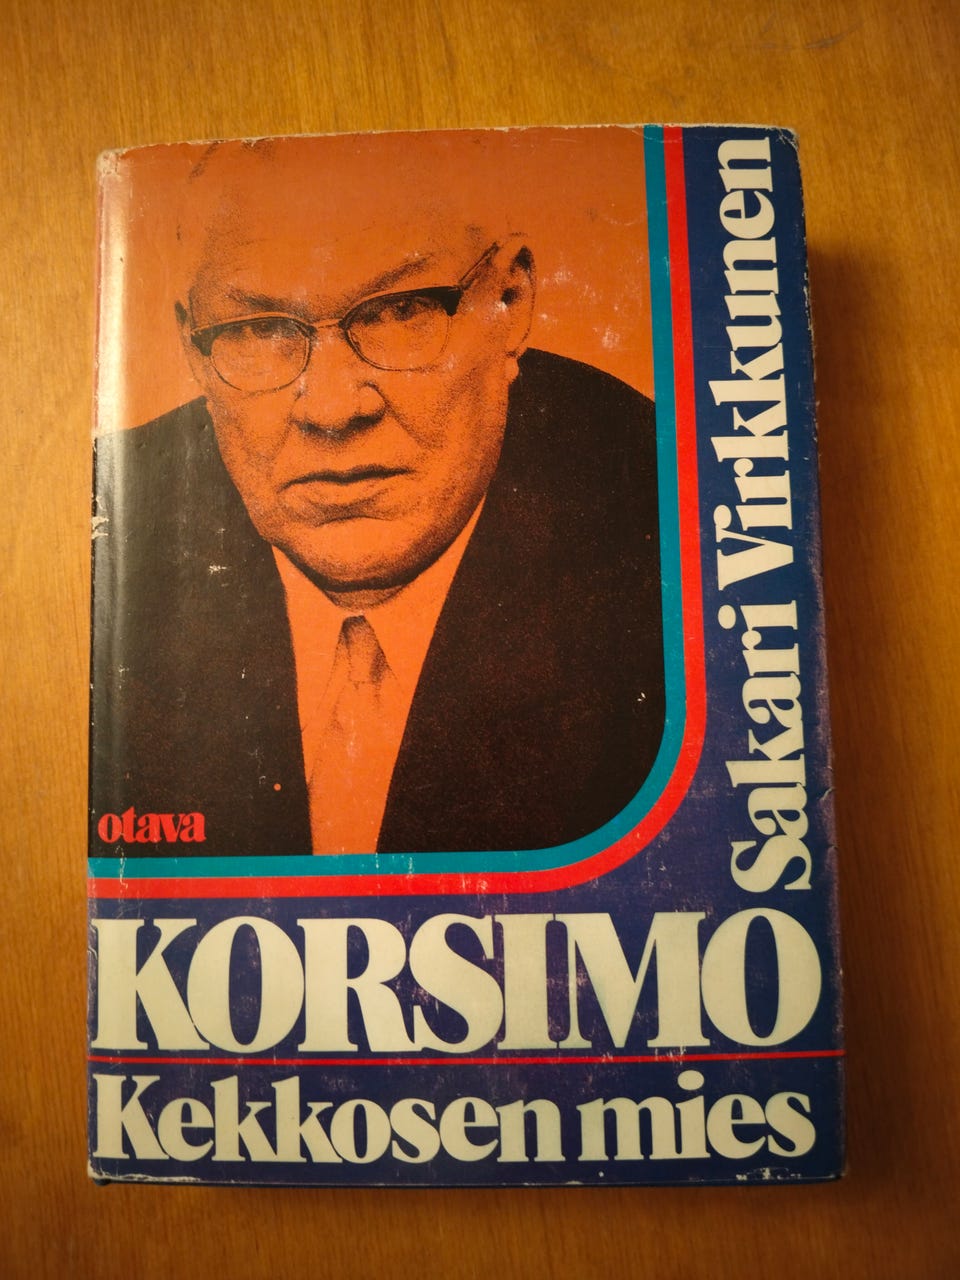 Sakari Virkkunen
otava
KORSIMO
Kekkosen mies